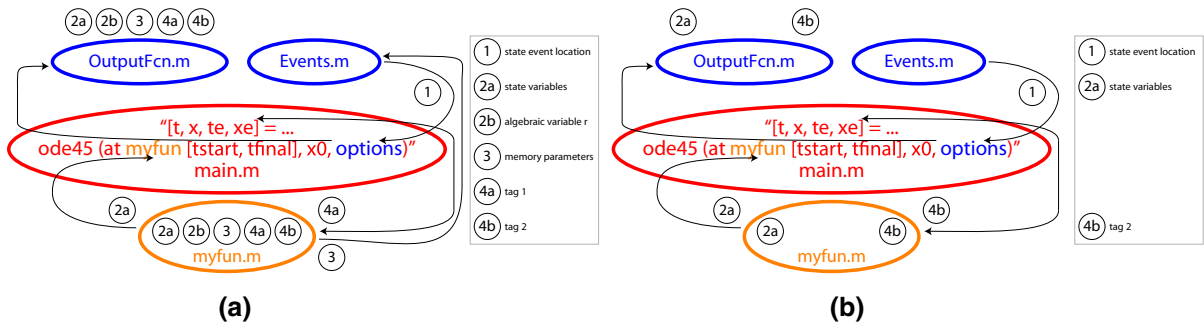 2a 2b 3 4a 4b
OutputFcn.m
Events.m
1
"[t, x, te, xe] = ...
ode45 (at myfun [tstart, tfinal], x0, options)"
main.m
2a
4a
2a 2b 3 4a 4b
myfun.m
3
1 state event location
2a state variables
2b algebraic variable r
3 memory parameters
4a tag 1
4b tag 2
(a)
2a 4b
OutputFcn.m
Events.m
1
"[t, x, te, xe] = ...
ode45 (at myfun [tstart, tfinal], x0, options)"
main.m
2a
4b
2a 4b
myfun.m
1 state event location
2a state variables
4b tag 2
(b)